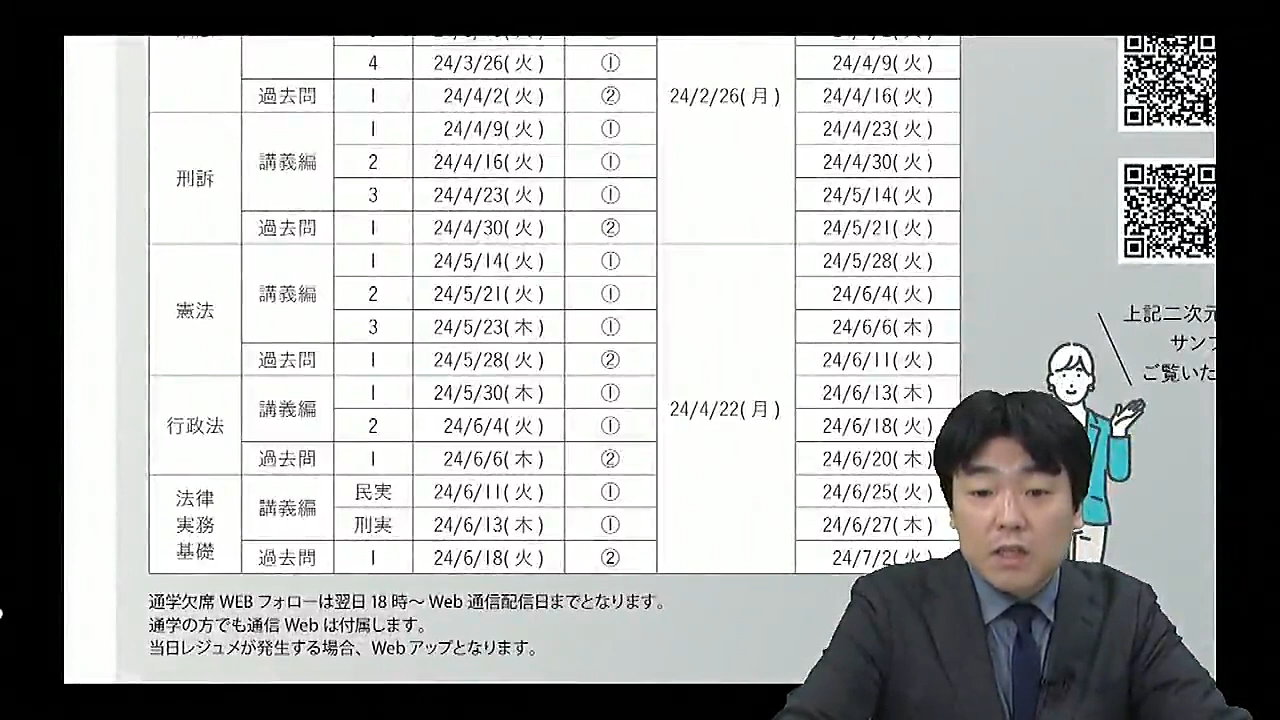 4 24/3/26(火) ① 24/4/9(火)
過去問 1 24/4/2(火) ② 24/2/26(月) 24/4/16(火)
刑訴 講義編 1 24/4/9(火) ① 24/4/23(火)
2 24/4/16(火) ① 24/4/30(火)
3 24/4/23(火) ① 24/5/14(火)
過去問 1 24/4/30(火) ② 24/5/21(火)
憲法 講義編 1 24/5/14(火) ① 24/5/28(火)
2 24/5/21(火) ① 24/6/4(火)
3 24/5/23(木) ① 24/6/6(木)
過去問 1 24/5/28(火) ② 24/6/11(火)
行政法 講義編 1 24/5/30(木) ① 24/4/22(月) 24/6/13(木)
2 24/6/4(火) ① 24/6/18(火)
過去問 1 24/6/6(木) ② 24/6/20(木)
法律実務基礎 講義編 民実 24/6/11(火) ① 24/6/25(火)
刑実 24/6/13(木) ① 24/6/27(木)
過去問 1 24/6/18(火) ② 24/7/2(火)
通学欠席WEBフォローは翌日18時～Web通信配信日までとなります。
通学の方でも通信Webは付属します。
当日レジュメが発生する場合、Webアップとなります。
上記二次元
サンプ
ご覧いた